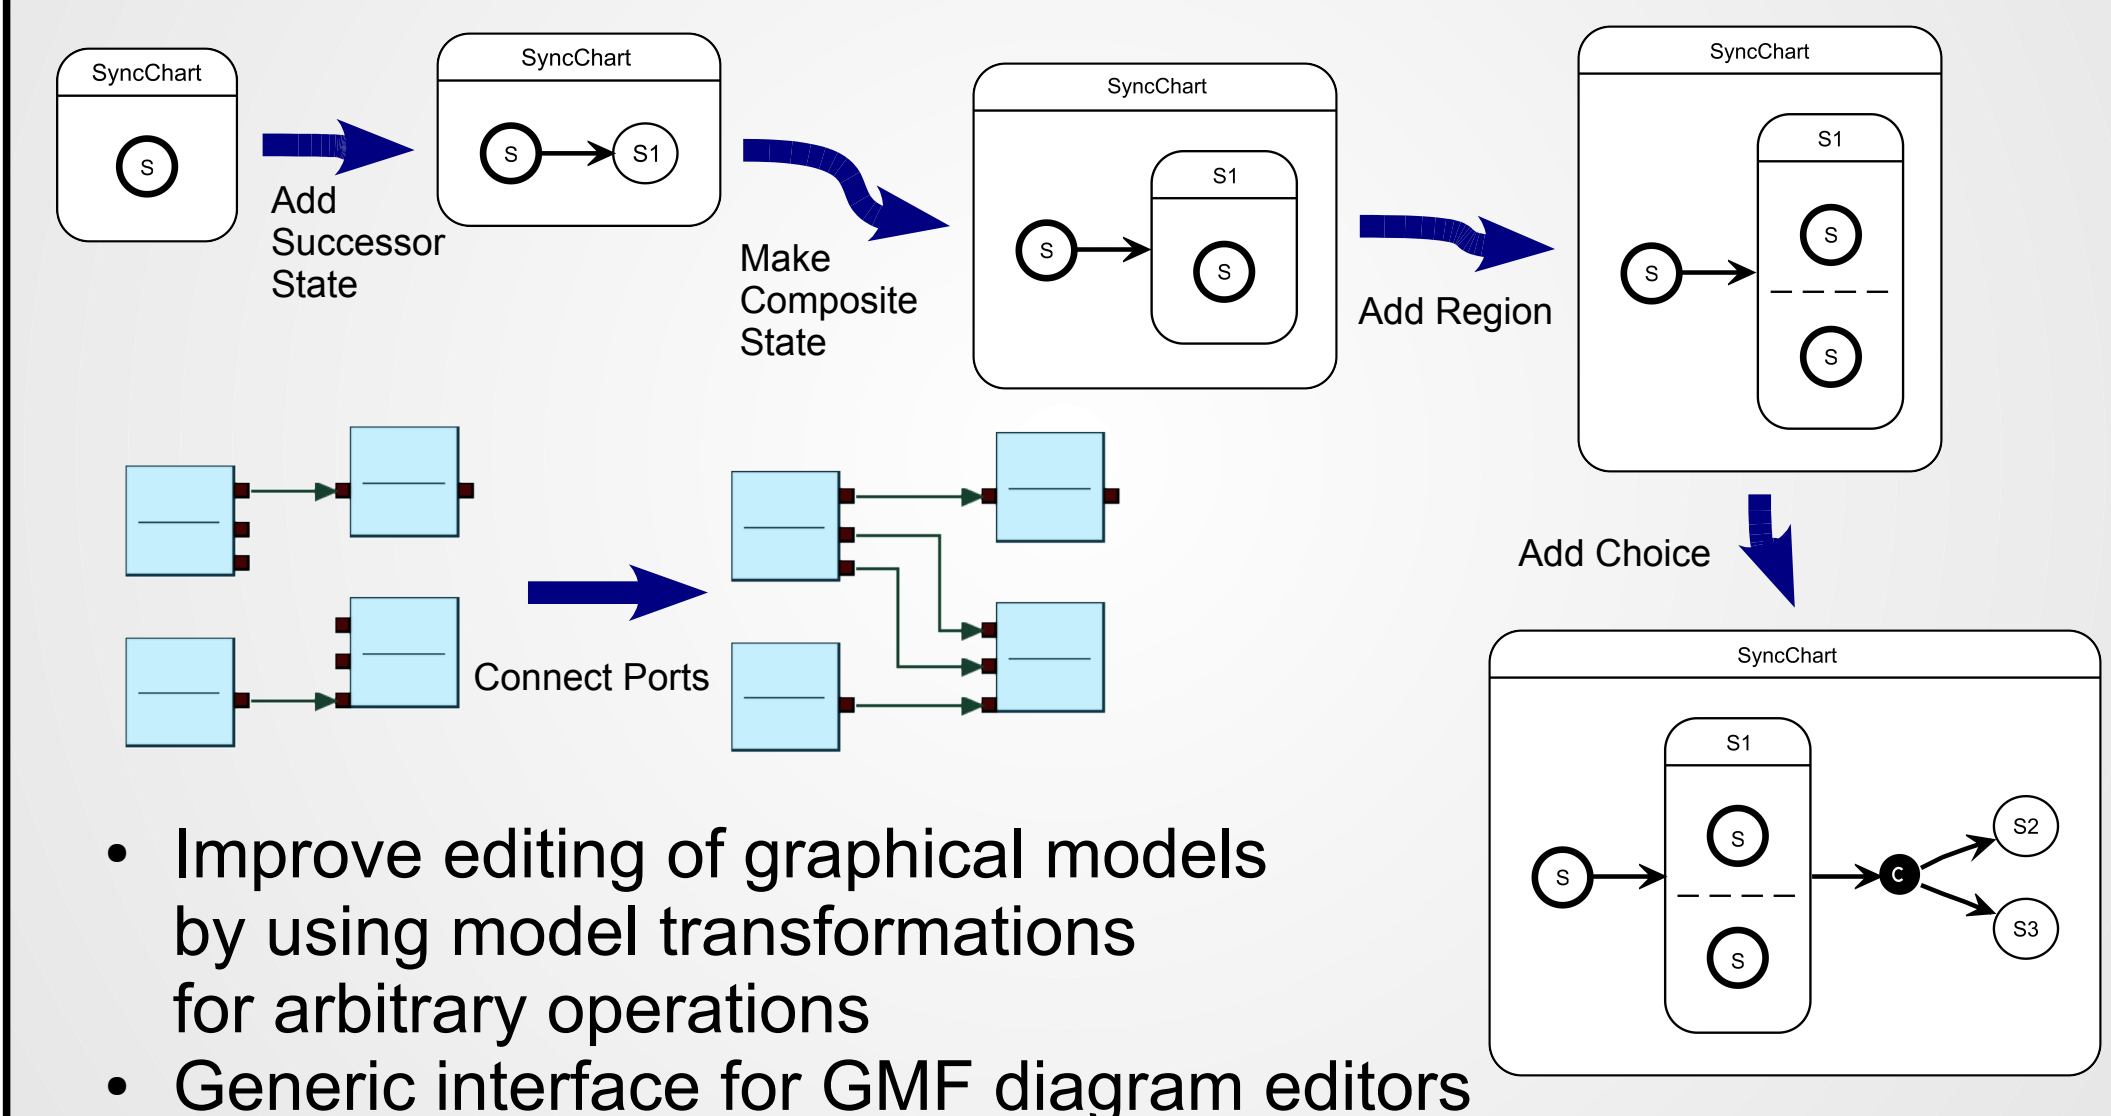 SyncChart
S
Add
Successor
State
SyncChart
S
S1
Make
Composite
State
SyncChart
S
S1
S
Add Region
SyncChart
S
S1
S
S
Add Choice
SyncChart
S
S1
S
S
C
S2
S3
Connect Ports
• Improve editing of graphical models
by using model transformations
for arbitrary operations
• Generic interface for GMF diagram editors